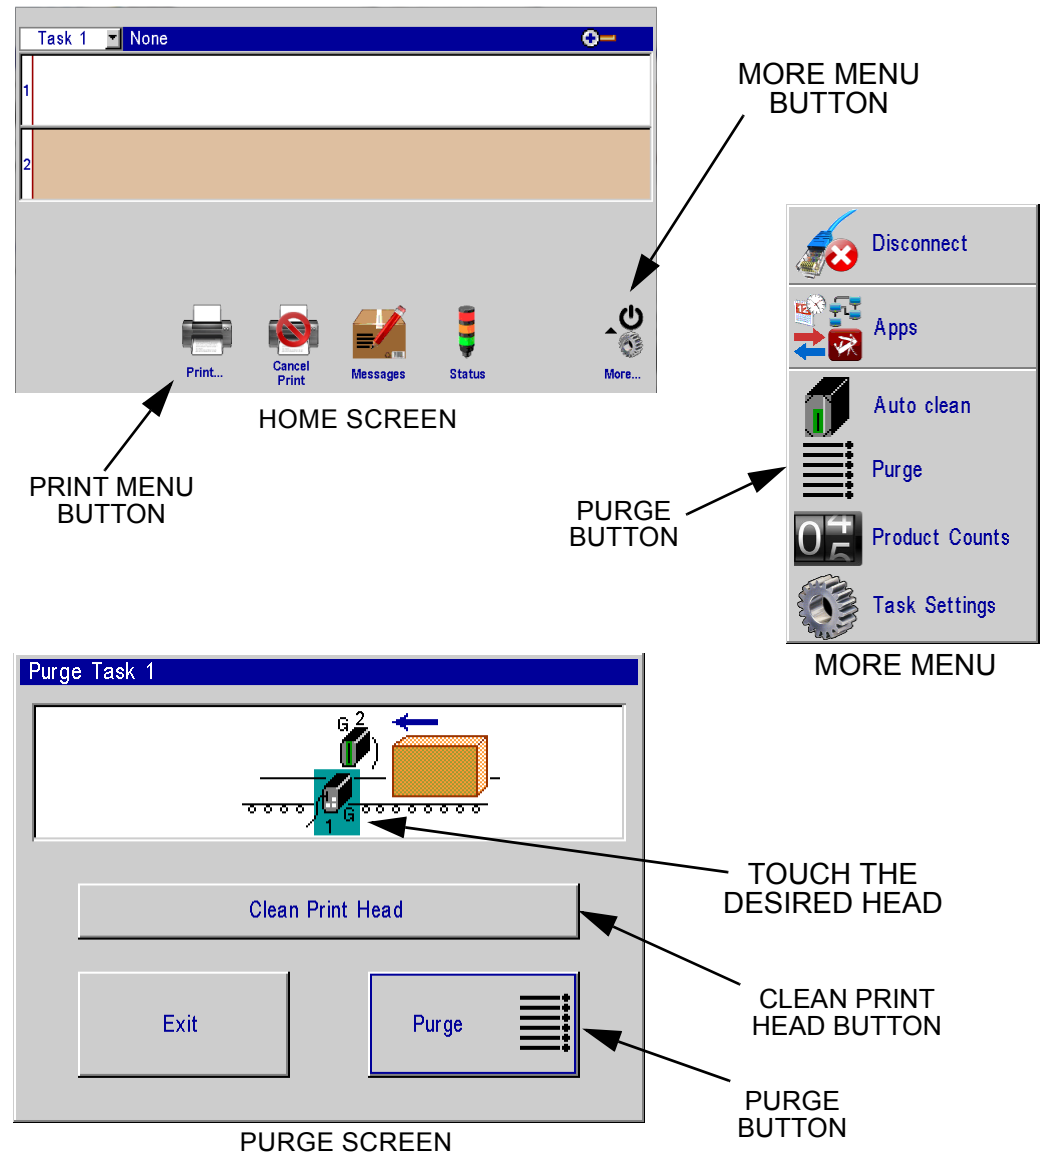 Task 1 None
1
2
Print...
Cancel
Print
Messages
Status
More...
HOME SCREEN
MORE MENU
BUTTON
PRINT MENU
BUTTON
Disconnect
Apps
Auto clean
Purge
Product Counts
Task Settings
MORE MENU
PURGE
BUTTON
Purge Task 1
G 2
1 G
Clean Print Head
Exit
Purge
PURGE SCREEN
TOUCH THE
DESIRED HEAD
CLEAN PRINT
HEAD BUTTON
PURGE
BUTTON